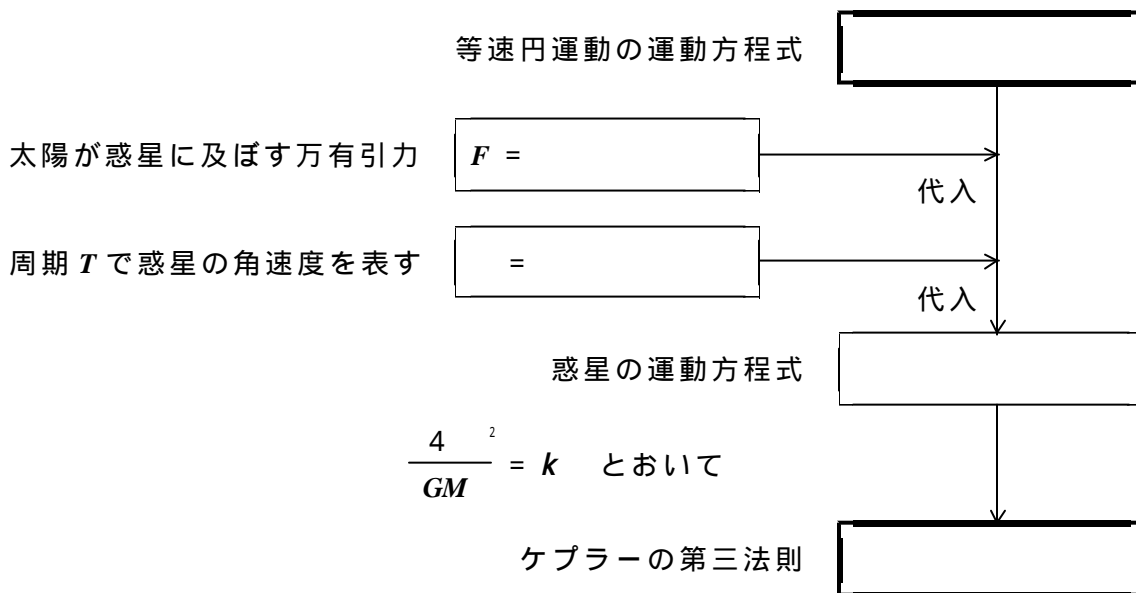 等速円運動の運動方程式
太陽が惑星に及ぼす万有引力 F =
代入
周期 T で惑星の角速度を表す =
代入
惑星の運動方程式
4 ² / GM = k とおいて
ケプラーの第三法則